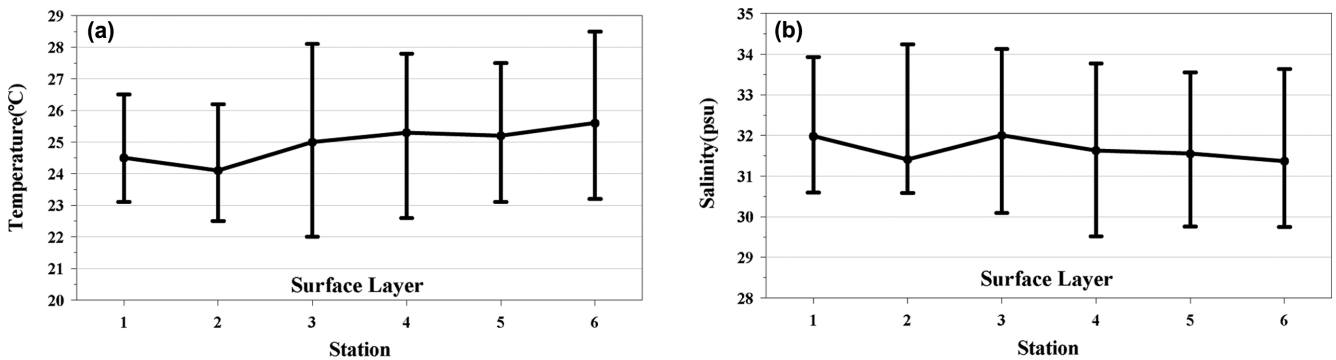 (a)
Temperature(℃)
29
28
27
26
25
24
23
22
21
20
Surface Layer
1 2 3 4 5 6
Station
(b)
Salinity(psu)
35
34
33
32
31
30
29
28
Surface Layer
1 2 3 4 5 6
Station